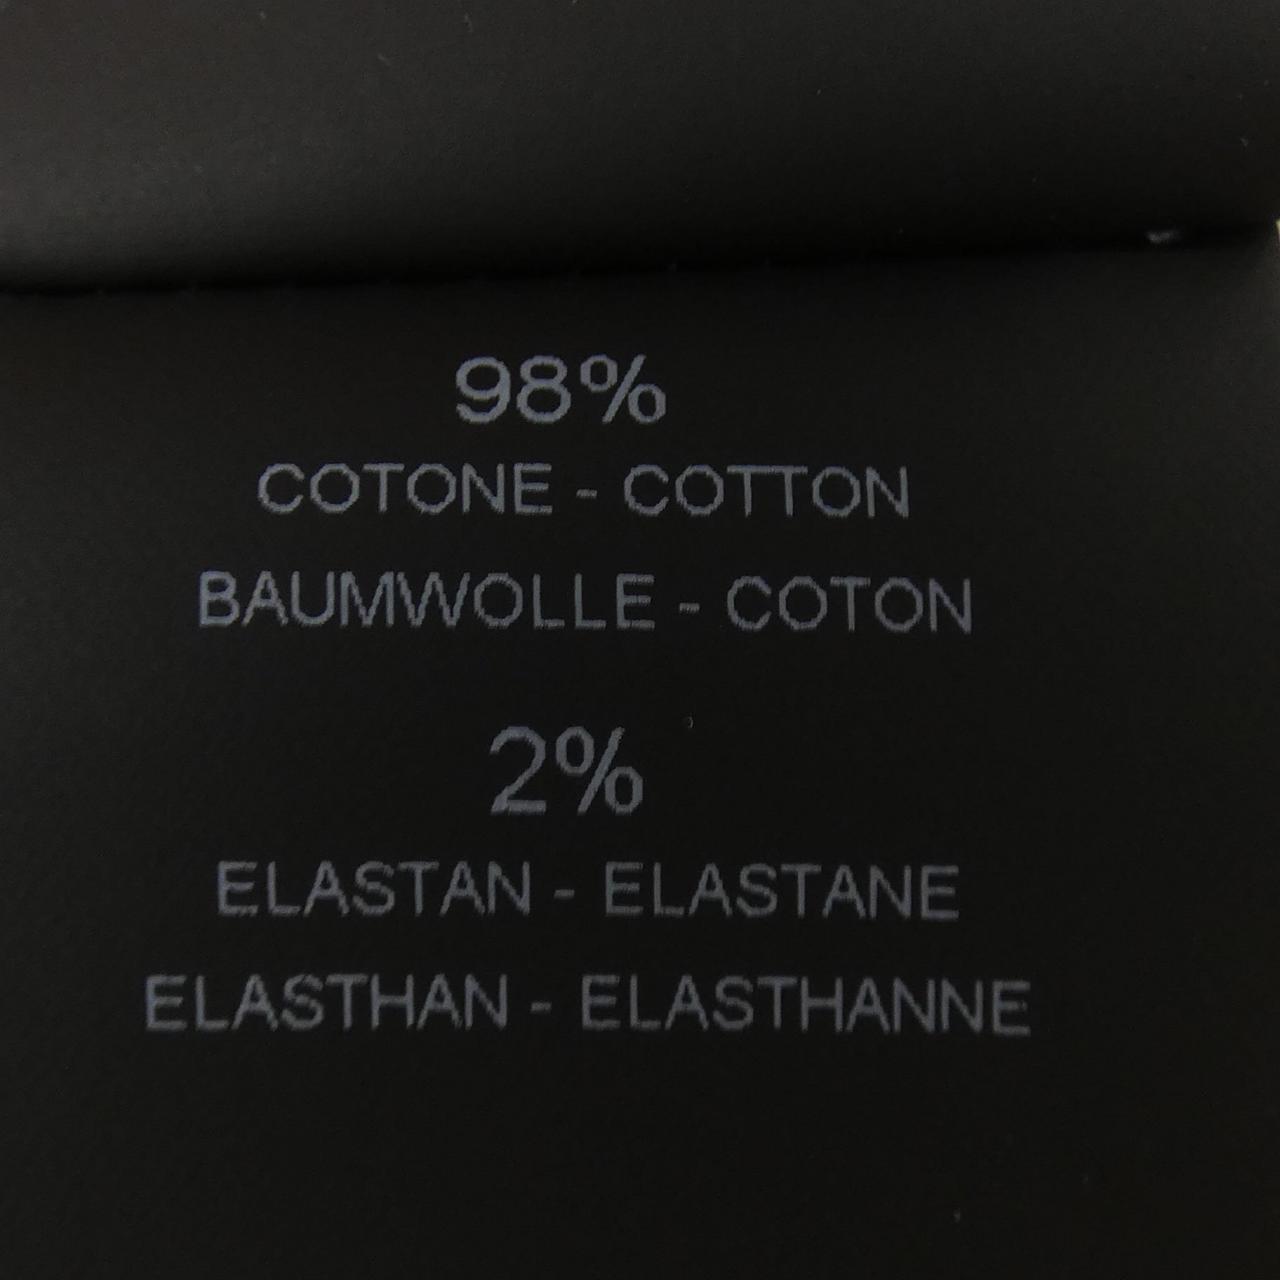 98%
COTONE - COTTON
BAUMWOLLE - COTON
2%
ELASTAN - ELASTANE
ELASTHAN - ELASTHANNE